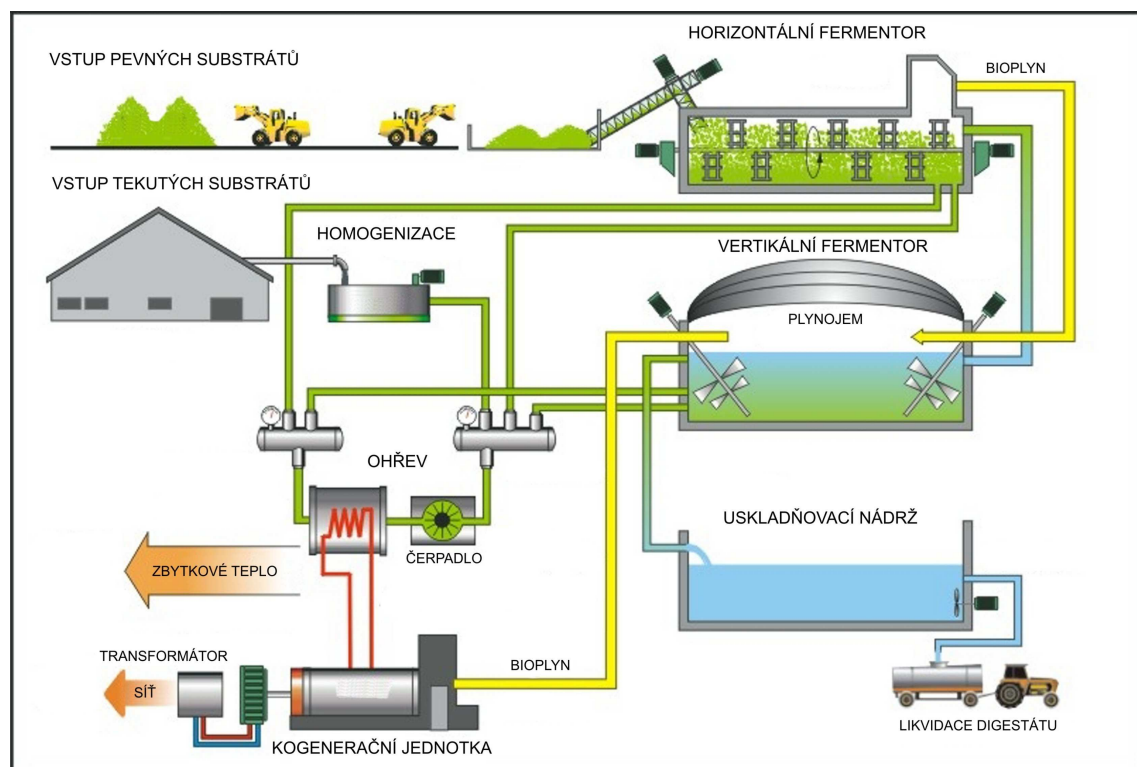 HORIZONTÁLNÍ FERMENTOR
VSTUP PEVNÝCH SUBSTRÁTŮ
BIOPLYN
VSTUP TEKUTÝCH SUBSTRÁTŮ
HOMOGENIZACE
VERTIKÁLNÍ FERMENTOR
PLYNOJEM
OHŘEV
USKLADŇOVACÍ NÁDRŽ
ČERPADLO
ZBYTKOVÉ TEPLO
TRANSFORMÁTOR
BIOPLYN
SÍŤ
LIKVIDACE DIGESTÁTU
KOGENERAČNÍ JEDNOTKA